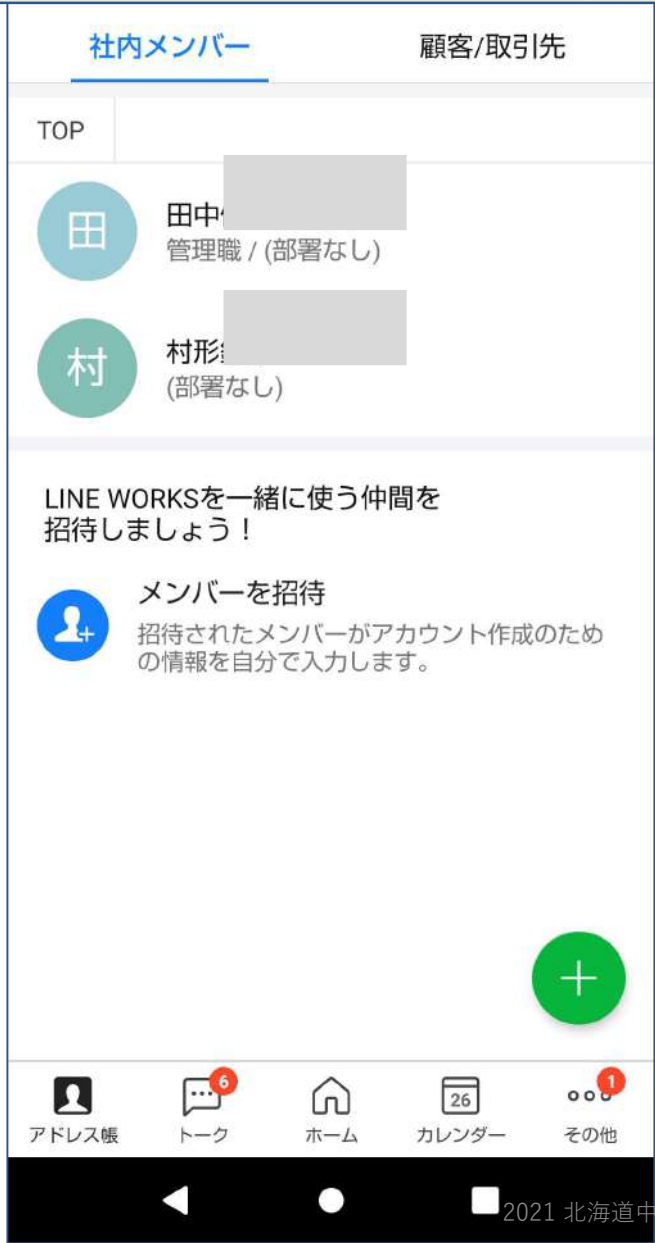 社内メンバー
顧客/取引先
TOP
田
田中
管理職 / (部署なし)
村
村形
(部署なし)
LINE WORKSを一緒に使う仲間を
招待しましょう！
メンバーを招待
招待されたメンバーがアカウント作成のため
の情報を自分で入力します。
6
26
1
アドレス帳
トーク
ホーム
カレンダー
その他
2021 北海道中